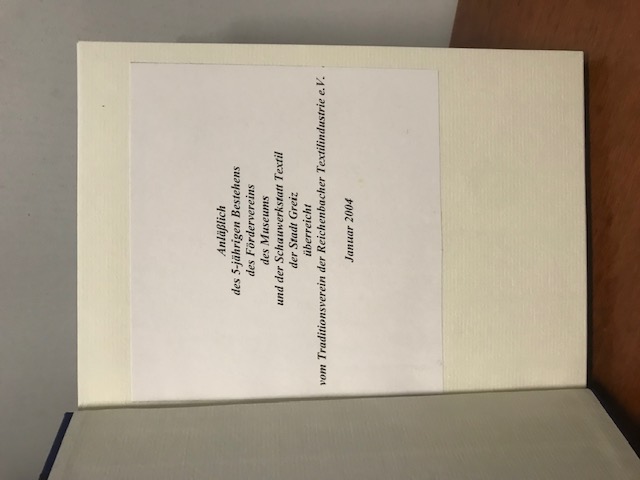 Anläßlich
des 5-jährigen Bestehens
des Fördervereins
des Museums
und der Schauwerkstatt Textil
der Stadt Greiz
überreicht
vom Traditionsverein der Reichenbacher Textilindustrie e.V.
Januar 2004